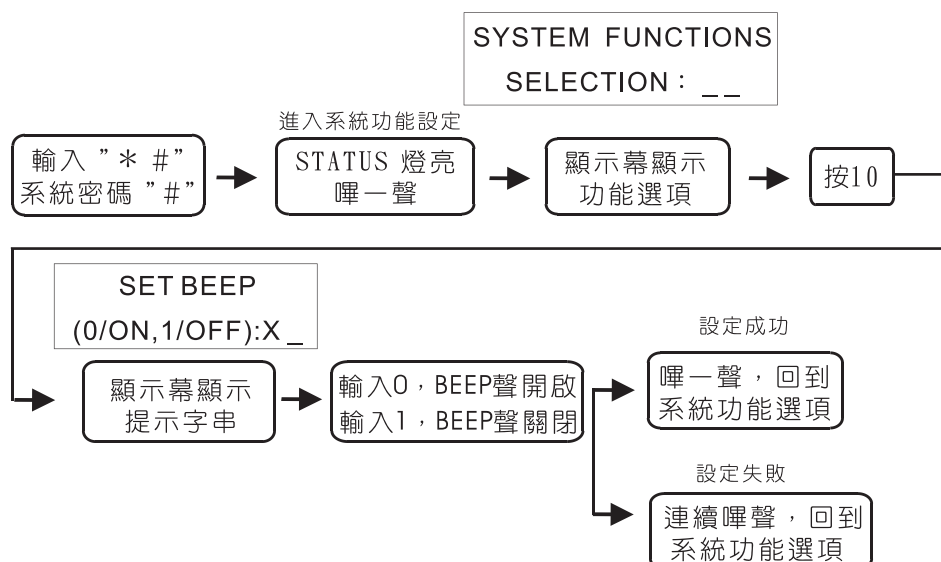 SYSTEM FUNCTIONS
SELECTION： _ _
進入系統功能設定
輸入 ”＊ #”
系統密碼 ”#”
STATUS 燈亮
嗶一聲
顯示幕顯示
功能選項
按10
SET BEEP
(0/ON,1/OFF):X _
顯示幕顯示
提示字串
輸入0，BEEP聲開啟
輸入1，BEEP聲關閉
設定成功
嗶一聲，回到
系統功能選項
設定失敗
連續嗶聲，回到
系統功能選項